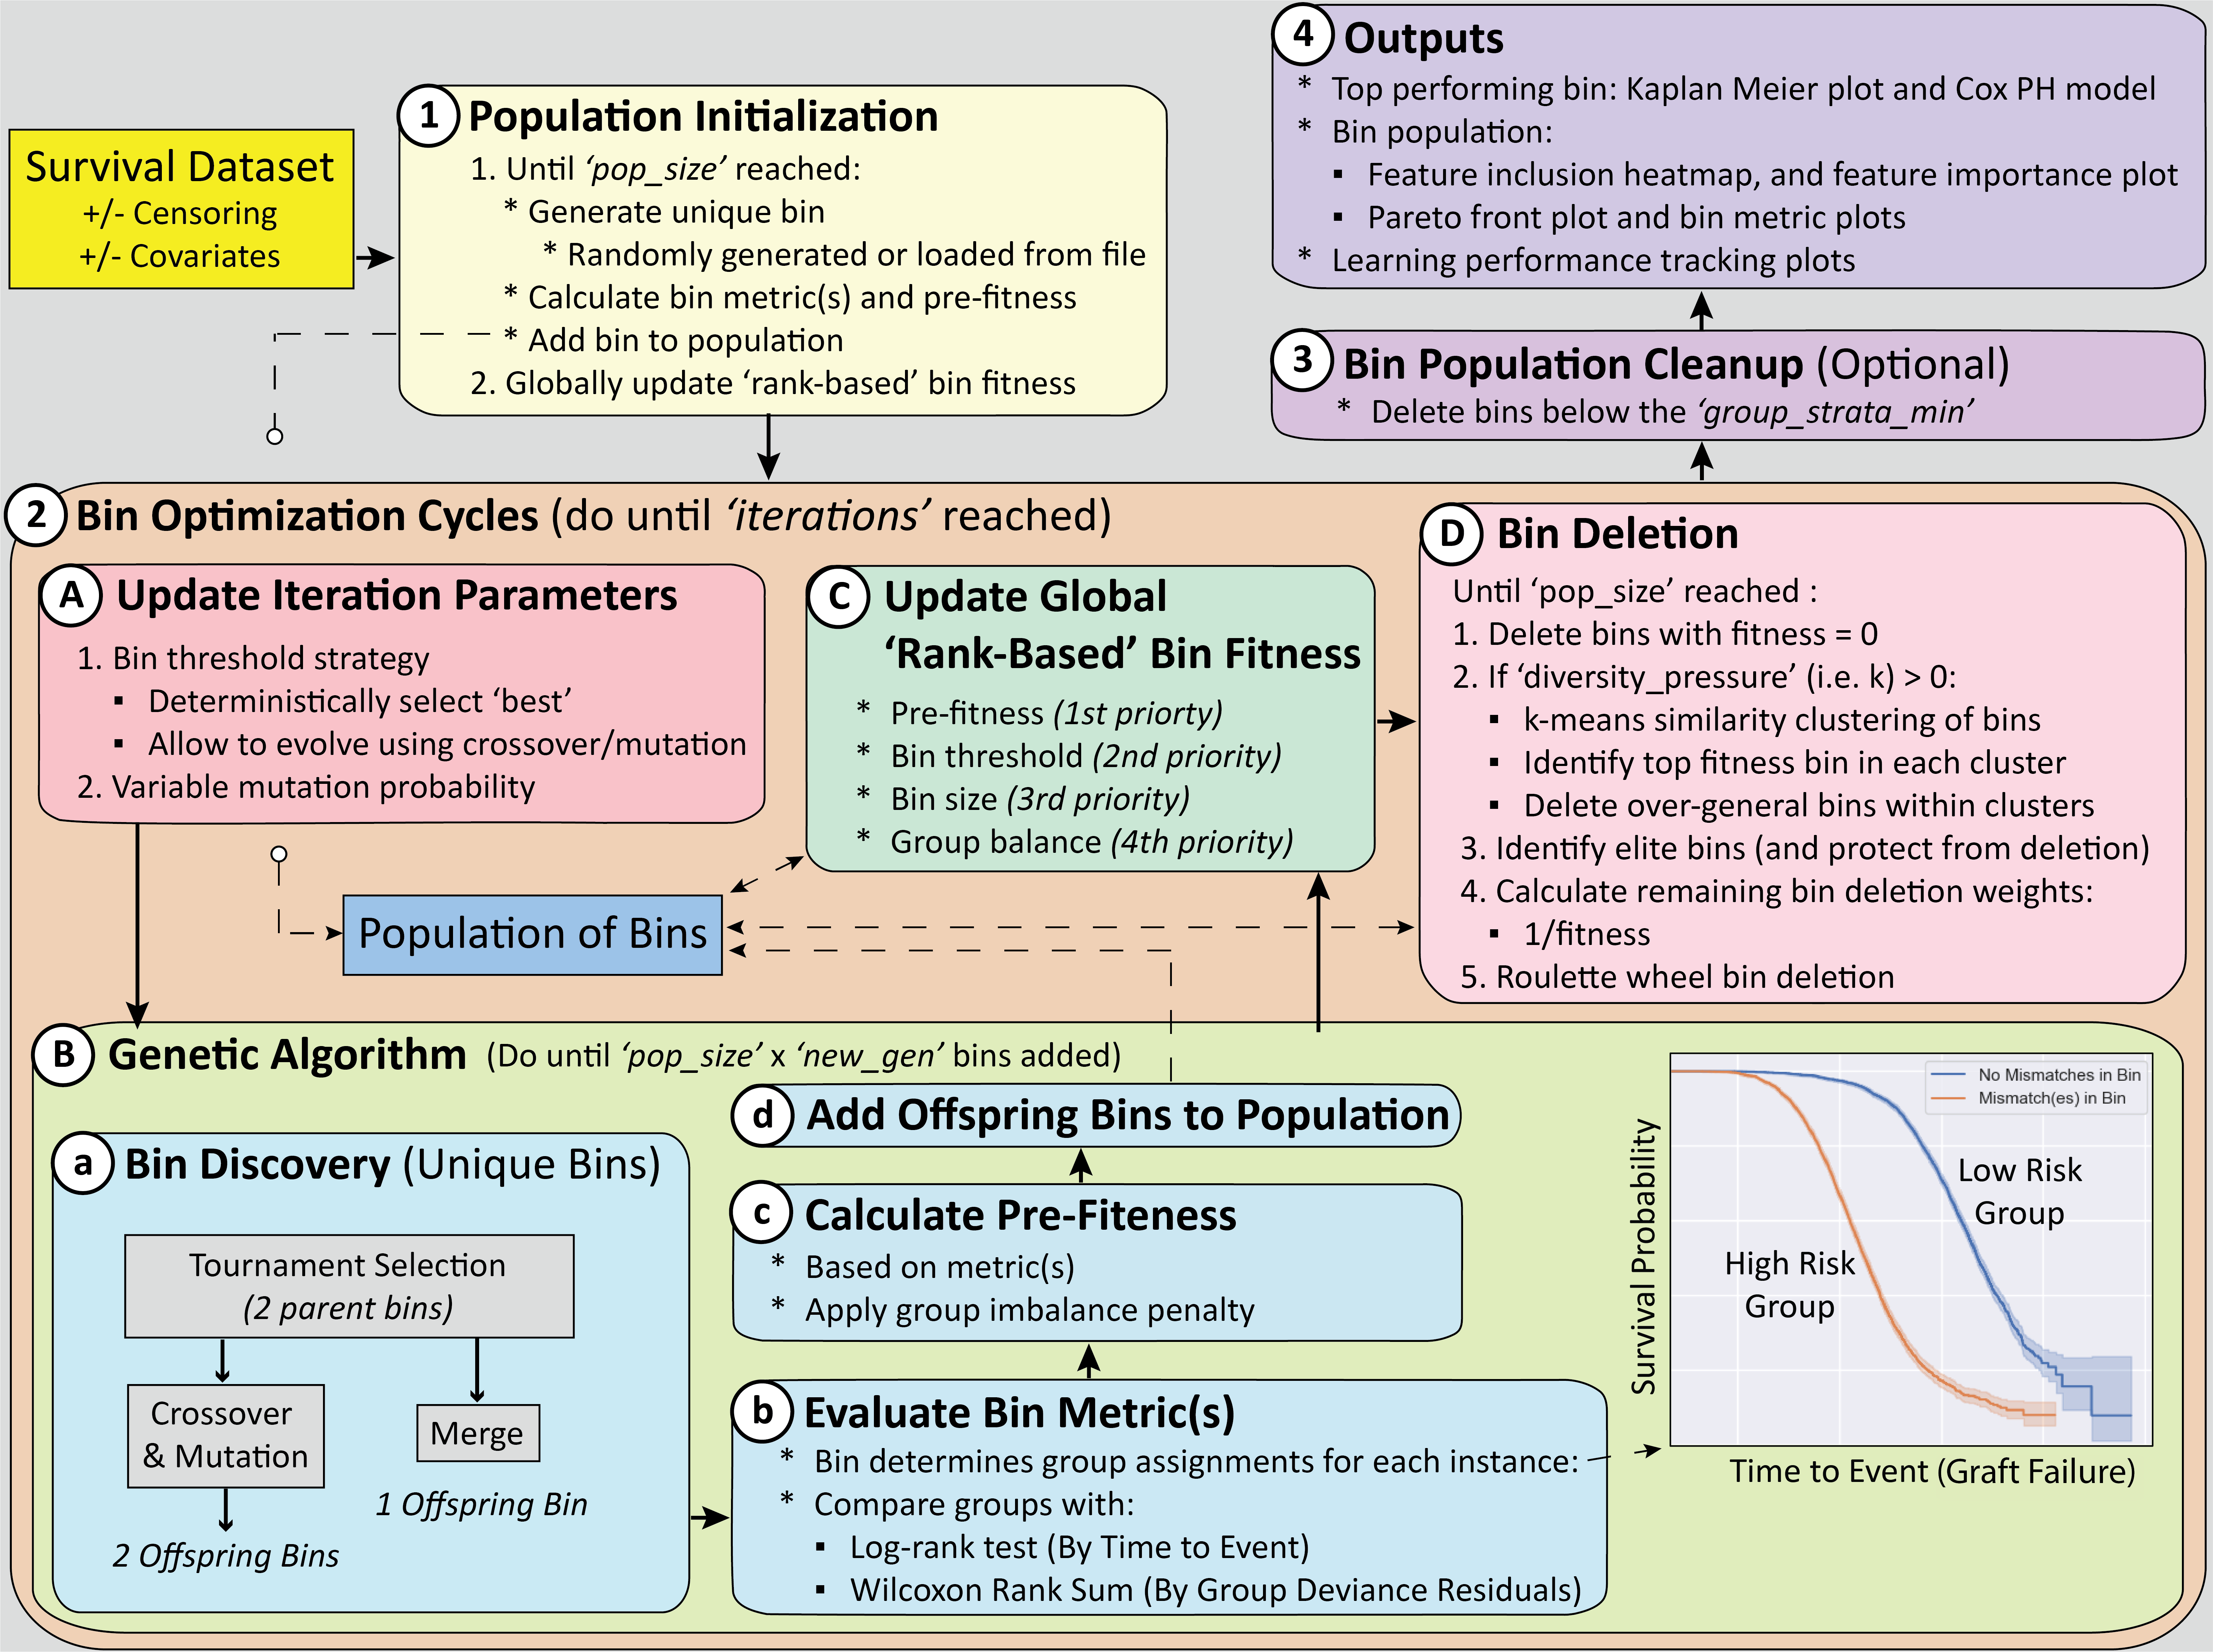 Survival Dataset
+/- Censoring
+/- Covariates
1 Population Initialization
1. Until ‘pop_size’ reached:
* Generate unique bin
* Randomly generated or loaded from file
* Calculate bin metric(s) and pre-fitness
* Add bin to population
2. Globally update ‘rank-based’ bin fitness
4 Outputs
* Top performing bin: Kaplan Meier plot and Cox PH model
* Bin population:
▪ Feature inclusion heatmap, and feature importance plot
▪ Pareto front plot and bin metric plots
* Learning performance tracking plots
3 Bin Population Cleanup (Optional)
* Delete bins below the ‘group_strata_min’
2 Bin Optimization Cycles (do until ‘iterations’ reached)
A Update Iteration Parameters
1. Bin threshold strategy
▪ Deterministically select ‘best’
▪ Allow to evolve using crossover/mutation
2. Variable mutation probability
C Update Global
‘Rank-Based’ Bin Fitness
* Pre-fitness (1st priorty)
* Bin threshold (2nd priority)
* Bin size (3rd priority)
* Group balance (4th priority)
D Bin Deletion
Until ‘pop_size’ reached :
1. Delete bins with fitness = 0
2. If ‘diversity_pressure’ (i.e. k) > 0:
▪ k-means similarity clustering of bins
▪ Identify top fitness bin in each cluster
▪ Delete over-general bins within clusters
3. Identify elite bins (and protect from deletion)
4. Calculate remaining bin deletion weights:
▪ 1/fitness
5. Roulette wheel bin deletion
Population of Bins
B Genetic Algorithm (Do until ‘pop_size’ x ‘new_gen’ bins added)
a Bin Discovery (Unique Bins)
Tournament Selection
(2 parent bins)
Crossover
& Mutation
Merge
1 Offspring Bin
2 Offspring Bins
d Add Offspring Bins to Population
c Calculate Pre-Fiteness
* Based on metric(s)
* Apply group imbalance penalty
b Evaluate Bin Metric(s)
* Bin determines group assignments for each instance:
* Compare groups with:
▪ Log-rank test (By Time to Event)
▪ Wilcoxon Rank Sum (By Group Deviance Residuals)
No Mismatches in Bin
Mismatch(es) in Bin
Low Risk
Group
High Risk
Group
Survival Probability
Time to Event (Graft Failure)